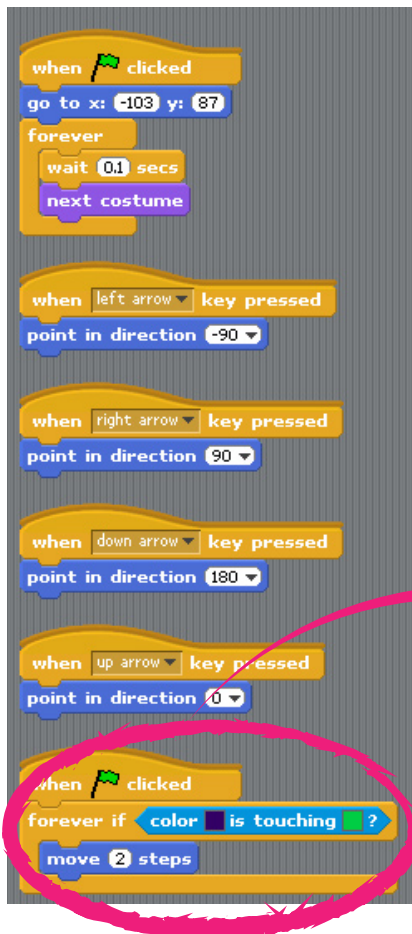 when clicked
go to x: -103 y: 87
forever
wait 0.1 secs
next costume
when left arrow key pressed
point in direction -90
when right arrow key pressed
point in direction 90
when down arrow key pressed
point in direction 180
when up arrow key pressed
point in direction 0
when clicked
forever if color is touching ?
move 2 steps